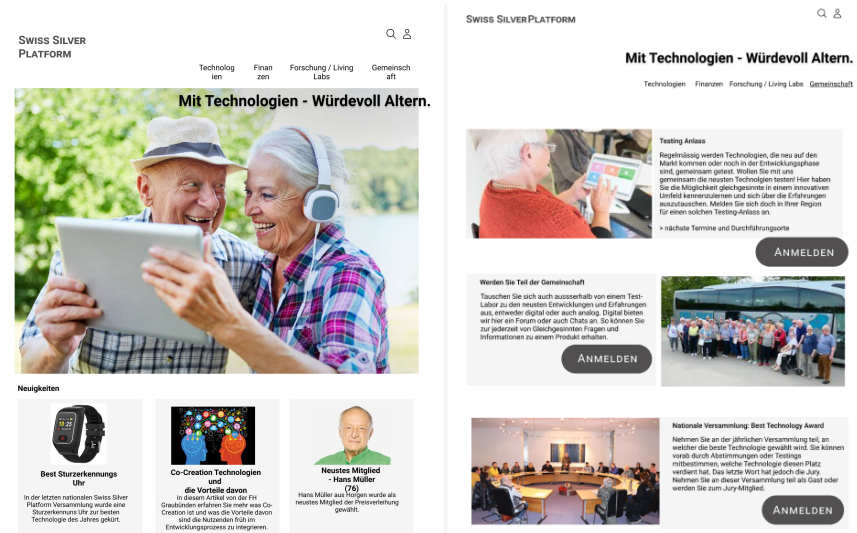 SWISS SILVER
PLATFORM
Technolog
ien
Finan
zen
Forschung / Living
Labs
Gemeinsch
aft
Mit Technologien - Würdevoll Altern.
Neuigkeiten
10:25
Best Sturzerkennungs
Uhr
In der letzten nationalen Swiss Silver
Platform Versammlung wurde eine
Sturzerkennuns Uhr zur besten
Technologie des Jahres gekürt.
Co-Creation Technologien
und
die Vorteile davon
In diesem Artikel von der FH
Graubünden erfahren Sie mehr was Co-
Creation ist und was die Vorteile davon
sind die Nutzenden früh im
Entwicklungsprozess zu integrieren.
Neustes Mitglied
- Hans Müller
(76)
Hans Müller aus Horgen wurde als
neustes Mitglied der Preisverleihung
gewählt.
SWISS SILVER PLATFORM
Mit Technologien - Würdevoll Altern.
Technologien
Finanzen
Forschung / Living Labs
Gemeinschaft
Testing Anlass
Regelmässig werden Technologien, die neu auf den
Markt kommen oder noch in der Entwicklungsphase
sind, gemeinsam getest. Wollen Sie mit uns
gemeinsam die neusten Technolgien testen! Hier haben
Sie die Möglichkeit gleichgesinnte in einem innovativen
Umfeld kennenzulernen und sich über die Erfahrungen
auszutauschen. Melden Sie sich doch in Ihrer Region
für einen solchen Testing-Anlass an.
> nächste Termine und Durchführungsorte
ANMELDEN
Werden Sie Teil der Gemeinschaft
Tauschen Sie sich auch aussserhalb von einem Test-
Labor zu den neusten Entwicklungen und Erfahrungen
aus, entweder digital oder auch analog. Digital bieten
wir hier ein Forum oder auch Chats an. So können Sie
zur jederzeit von Gleichgesinnten Fragen und
Informationen zu einem Produkt erhalten.
ANMELDEN
Nationale Versammlung: Best Technology Award
Nehmen Sie an der jährlichen Versammlung teil, an
welcher die beste Technologie gewählt wird. Sie können
vorab durch Abstimmungen oder Testings
mitbestimmen, welche Technologie diesen Platz
verdient hat. Das letzte Wort hat jedoch die Jury.
Nehmen Sie an dieser Versammlung teil als Gast oder
werden Sie zum Jury-Mitglied.
ANMELDEN